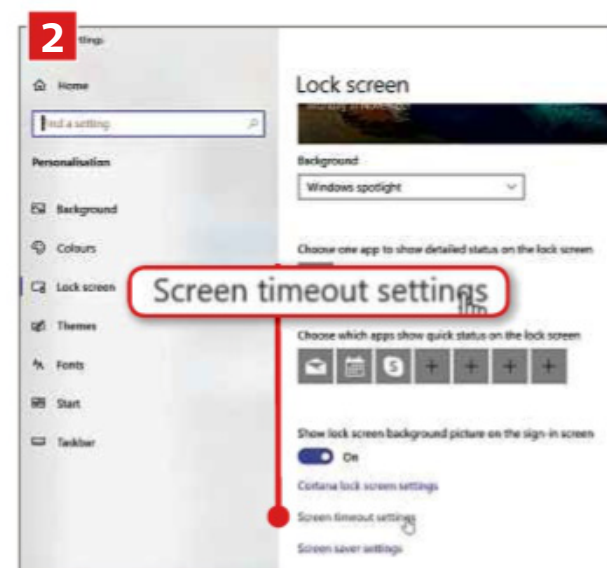 2
ttings
Home
Lock screen
Find a setting
Personalisation
Background
Windows spotlight
Background
Colours
Choose one app to show detailed status on the lock screen
Lock screen
Screen timeout settings
Themes
Choose which apps show quick status on the lock screen
Fonts
S + + + +
Start
Taskbar
Show lock screen background picture on the sign-in screen
On
Cortana lock screen settings
Screen timeout settings
Screen saver settings